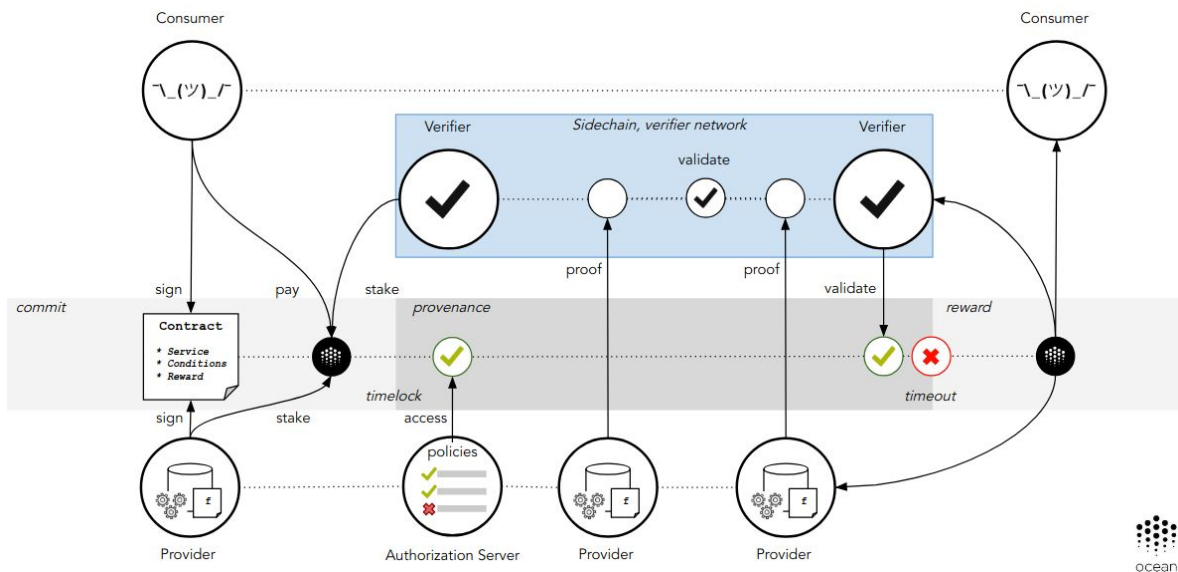 Consumer
Consumer
¯\_(ツ)_/¯
¯\_(ツ)_/¯
Verifier
Sidechain, verifier network
Verifier
validate
proof
proof
sign
pay
stake
validate
commit
provenance
reward
Contract
* Service
* Conditions
* Reward
timelock
timeout
sign
stake
access
policies
f
f
f
Provider
Authorization Server
Provider
Provider
ocean